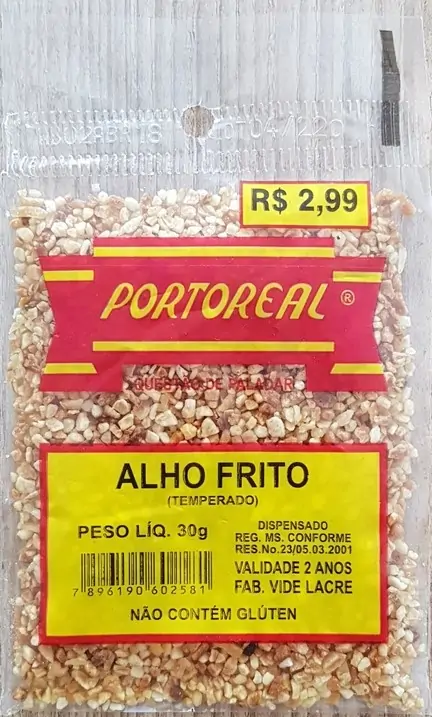 R$ 2,99
PORTOREAL ®
QUESTÃO DE PALADAR
ALHO FRITO
(TEMPERADO)
PESO LÍQ. 30g
DISPENSADO
REG. MS. CONFORME
RES.No.23/05.03.2001
VALIDADE 2 ANOS
FAB. VIDE LACRE
7 896190 602581
NÃO CONTÉM GLÚTEN